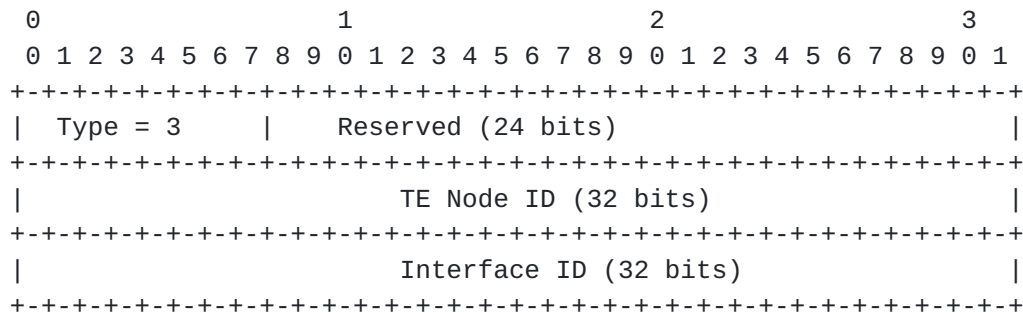 0                   1                   2                   3
 0 1 2 3 4 5 6 7 8 9 0 1 2 3 4 5 6 7 8 9 0 1 2 3 4 5 6 7 8 9 0 1
+-+-+-+-+-+-+-+-+-+-+-+-+-+-+-+-+-+-+-+-+-+-+-+-+-+-+-+-+-+-+-+-+
|  Type = 3     |    Reserved (24 bits)                         |
+-+-+-+-+-+-+-+-+-+-+-+-+-+-+-+-+-+-+-+-+-+-+-+-+-+-+-+-+-+-+-+-+
|                        TE Node ID (32 bits)                   |
+-+-+-+-+-+-+-+-+-+-+-+-+-+-+-+-+-+-+-+-+-+-+-+-+-+-+-+-+-+-+-+-+
|                        Interface ID (32 bits)                 |
+-+-+-+-+-+-+-+-+-+-+-+-+-+-+-+-+-+-+-+-+-+-+-+-+-+-+-+-+-+-+-+-+